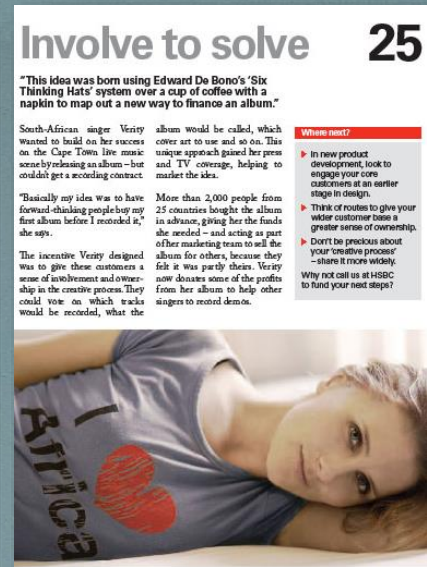 Involve to solve
25
"This idea was born using Edward De Bono's 'Six
Thinking Hats' system over a cup of coffee with a
napkin to map out a new way to finance an album."
South-African singer Verity
wanted to build on her success
on the Cape Town live music
scene by releasing an album – but
couldn't get a recording contract.
"Basically my idea was to have
forward-thinking people buy my
first album before I recorded it,"
she says.
The incentive Verity designed
was to give these customers a
sense of involvement and owner-
ship in the creative process. They
could vote on which tracks
would be recorded, what the
album would be called, which
cover art to use and so on. This
unique approach gained her press
and TV coverage, helping to
market the idea.
More than 2,000 people from
25 countries bought the album
in advance, giving her the funds
she needed – and acting as part
of her marketing team to sell the
album for others, because they
felt it was partly theirs. Verity
now donates some of the profits
from her album to help other
singers to record demos.
Where next?
In new product
development, look to
engage your core
customers at an earlier
stage in design.
Think of routes to give your
wider customer base a
greater sense of ownership.
Don't be precious about
your 'creative process'
– share it more widely.
Why not call us at HSBC
to fund your next steps?
I
Africa